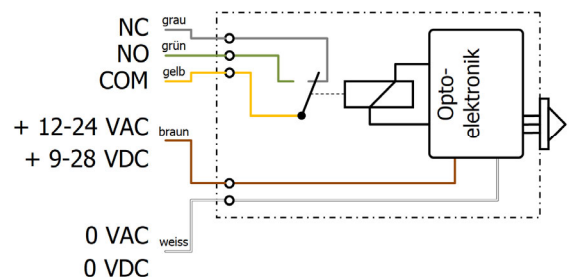 NC grau
NO grün
COM gelb
+ 12-24 VAC braun
+ 9-28 VDC
0 VAC weiss
0 VDC
Opto-
elektronik